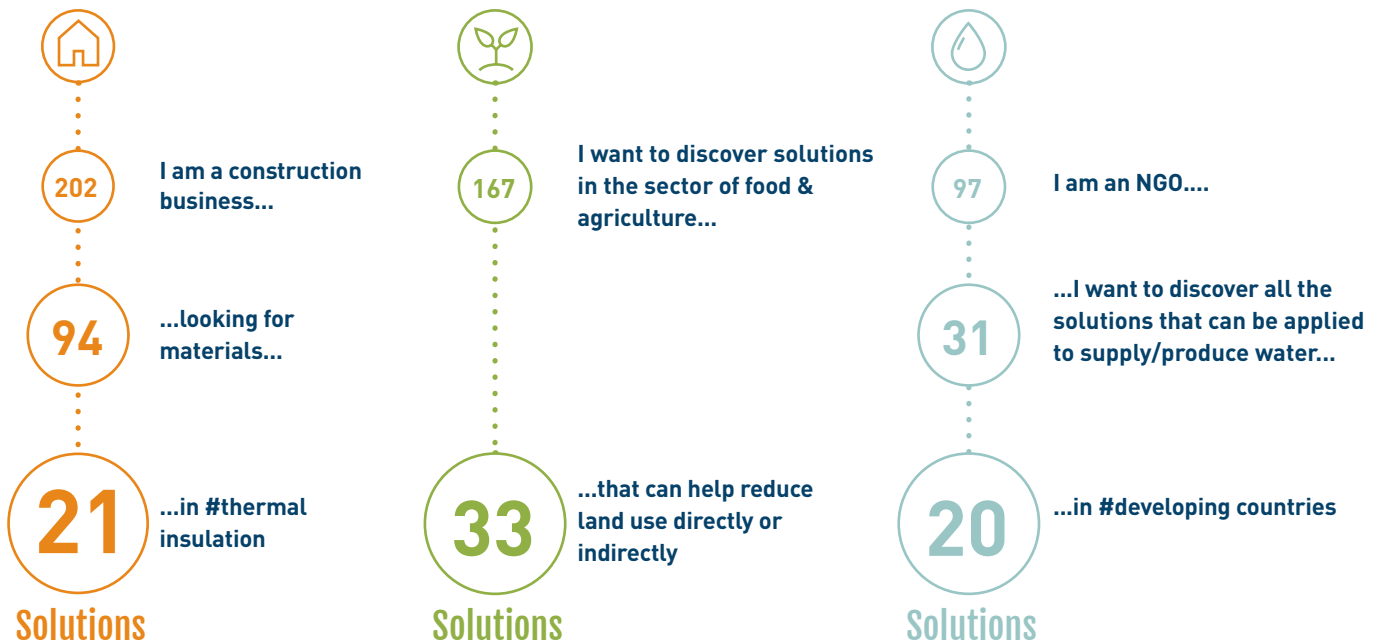 202
I am a construction
business...
94
...looking for
materials...
21
...in #thermal
insulation
Solutions
167
I want to discover solutions
in the sector of food &
agriculture...
33
...that can help reduce
land use directly or
indirectly
Solutions
97
I am an NGO....
31
...I want to discover all the
solutions that can be applied
to supply/produce water...
20
...in #developing countries
Solutions